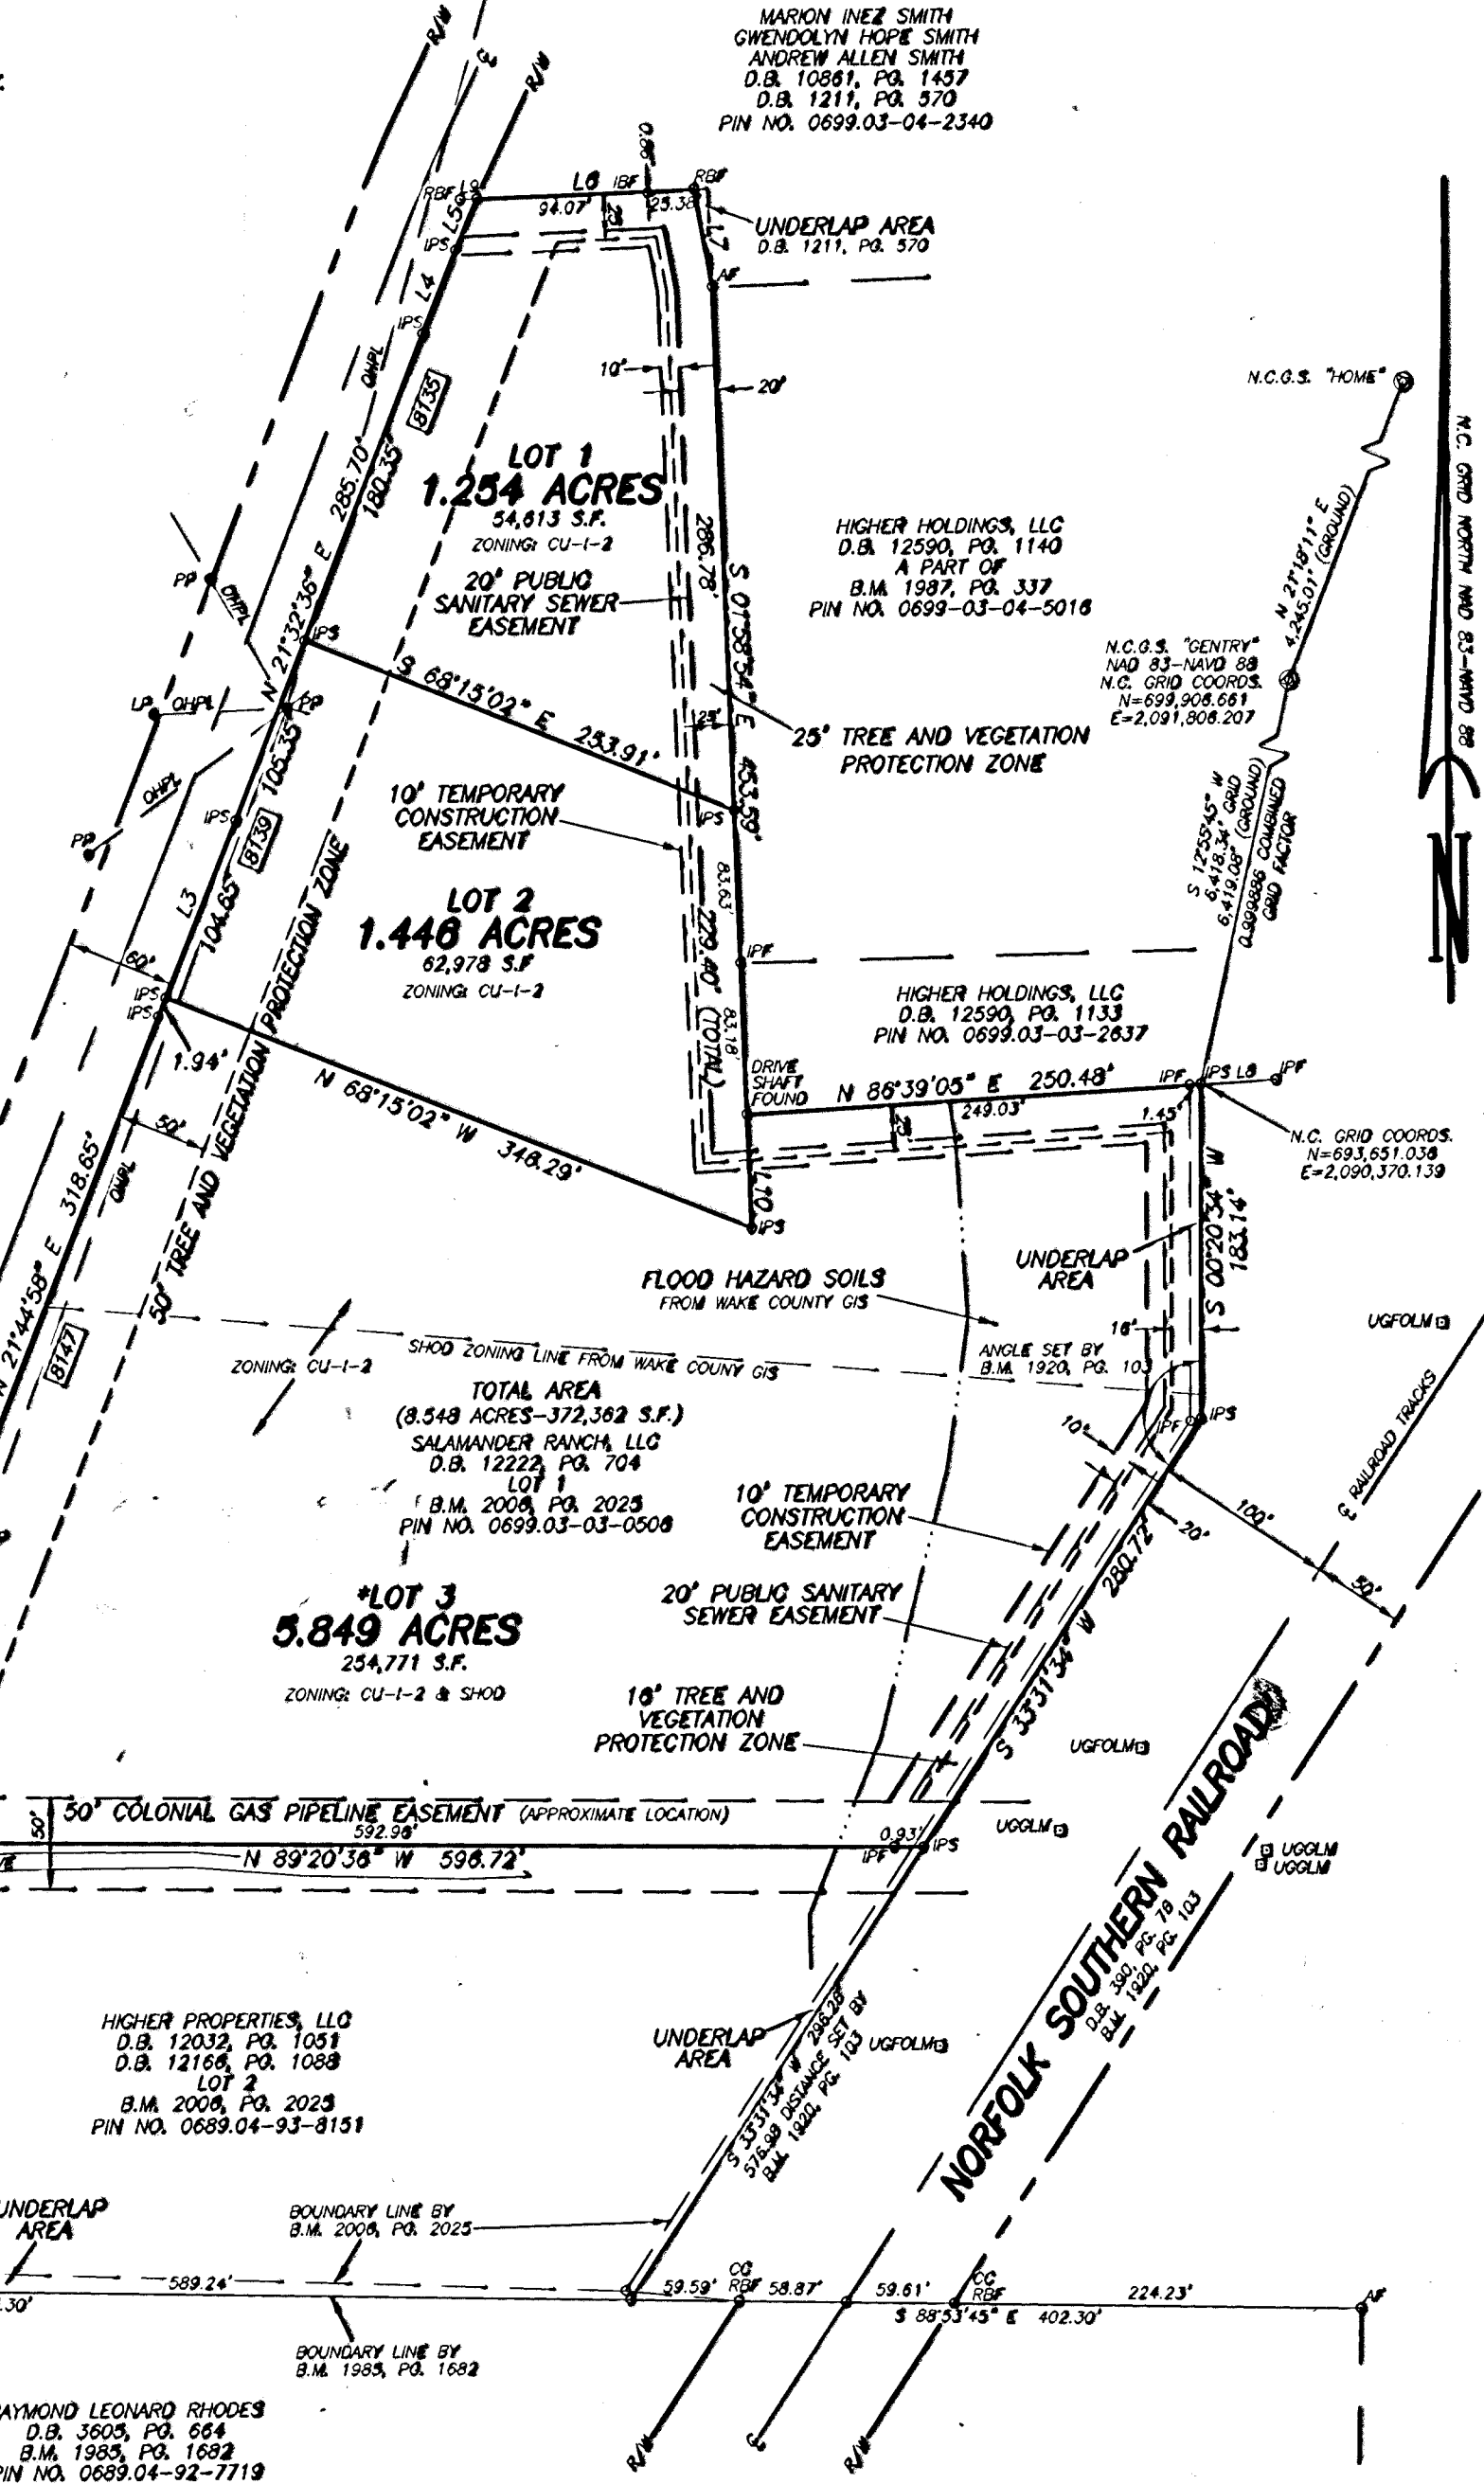 MARION INEZ SMITH
GWENDOLYN HOPE SMITH
ANDREW ALLEN SMITH
D.B. 10861, PG. 1457
D.B. 1211, PG. 570
PIN NO. 0699.03-04-2340
R/W
R/W
0.88'
RBF
L9
L6
IBF
RBF
94.07'
25'
25.38'
L5
L7
UNDERLAP AREA
D.B. 1211, PG. 570
IPS
AF
L4
IPS
OHPL
8135
10'
20'
N.C.G.S. "HOME"
N.C. GRID NORTH NAD 83-NAVD 88
N
LOT 1
1.254 ACRES
54,613 S.F.
ZONING: CU-I-2
285.70'
180.35'
N 21°32'36" E
286.78'
S 01°58'54" E 453.59'
HIGHER HOLDINGS, LLC
D.B. 12590, PG. 1140
A PART OF
B.M. 1987, PG. 337
PIN NO. 0699-03-04-5016
N 21°18'11" E
4,245.01' (GROUND)
20' PUBLIC
SANITARY SEWER
EASEMENT
PP
OHPL
IPS
S 68°15'02" E 253.91'
N.C.G.S. "GENTRY"
NAD 83-NAVD 88
N.C. GRID COORDS.
N=699,906.661
E=2,091,806.207
LP
OHPL
PP
25'
25' TREE AND VEGETATION
PROTECTION ZONE
105.35'
OHPL
PP
IPS
8139
10' TEMPORARY
CONSTRUCTION
EASEMENT
IPS
S 12°55'45" W
6,418.34' GRID
6,419.08' (GROUND)
0.999886 COMBINED
GRID FACTOR
LOT 2
1.446 ACRES
62,978 S.F
ZONING: CU-I-2
L3
104.65'
83.63'
229.40' (TOTAL)
83.18'
IPF
60'
IPS
IPS
1.94'
HIGHER HOLDINGS, LLC
D.B. 12590, PG. 1133
PIN NO. 0699.03-03-2637
DRIVE
SHAFT
FOUND
N 86°39'05" E 250.48'
249.03'
IPF
IPS L8
IPF
1.45'
25'
N 68°15'02" W 346.29'
50'
50' TREE AND VEGETATION PROTECTION ZONE
N.C. GRID COORDS.
N=693,651.036
E=2,090,370.139
L10
IPS
318.65'
OHPL
N 21°44'58" E
8147
UNDERLAP
AREA
S 00°20'34" W
183.14'
FLOOD HAZARD SOILS
FROM WAKE COUNTY GIS
16'
UGFOLM
ANGLE SET BY
B.M. 1920, PG. 103
ZONING: CU-I-2
SHOD ZONING LINE FROM WAKE COUNY GIS
TOTAL AREA
(8.548 ACRES-372,362 S.F.)
SALAMANDER RANCH, LLC
D.B. 12222, PG. 704
LOT 1
B.M. 2006, PG. 2025
PIN NO. 0699.03-03-0506
IPF
IPS
10'
20'
100'
50'
RAILROAD TRACKS
10' TEMPORARY
CONSTRUCTION
EASEMENT
*LOT 3
5.849 ACRES
254,771 S.F.
ZONING: CU-I-2 & SHOD
20' PUBLIC SANITARY
SEWER EASEMENT
S 33°31'34" W 280.72'
16' TREE AND
VEGETATION
PROTECTION ZONE
UGFOLM
50'
50' COLONIAL GAS PIPELINE EASEMENT (APPROXIMATE LOCATION)
592.96'
N 89°20'36" W 596.72'
0.93'
IPF
IPS
UGGLM
UGGLM
UGGLM
NORFOLK SOUTHERN RAILROAD
D.B. 390, PG. 78
B.M. 1920, PG. 103
HIGHER PROPERTIES, LLC
D.B. 12032, PG. 1051
D.B. 12166, PG. 1088
LOT 2
B.M. 2006, PG. 2025
PIN NO. 0689.04-93-8151
UNDERLAP
AREA
UGFOLM
S 33°31'34" W 296.26'
576.98 DISTANCE SET BY
B.M. 1920, PG. 103
UNDERLAP
AREA
BOUNDARY LINE BY
B.M. 2006, PG. 2025
589.24'
.30'
59.59'
CC
RBF
58.87'
59.61'
CC
RBF
224.23'
AF
S 88°53'45" E 402.30'
BOUNDARY LINE BY
B.M. 1985, PG. 1682
AYMOND LEONARD RHODES
D.B. 3605, PG. 664
B.M. 1985, PG. 1682
PIN NO. 0689.04-92-7719
R/W
R/W